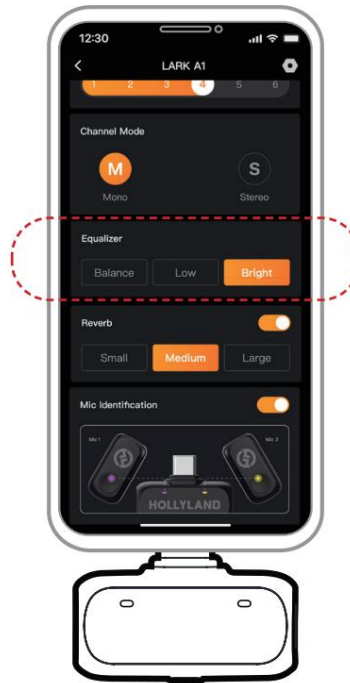 12:30
LARK A1
1 2 3 4 5 6
Channel Mode
M S
Mono Stereo
Equalizer
Balance Low Bright
Reverb
Small Medium Large
Mic Identification
Mic 1 Mic 2
HOLLYLAND